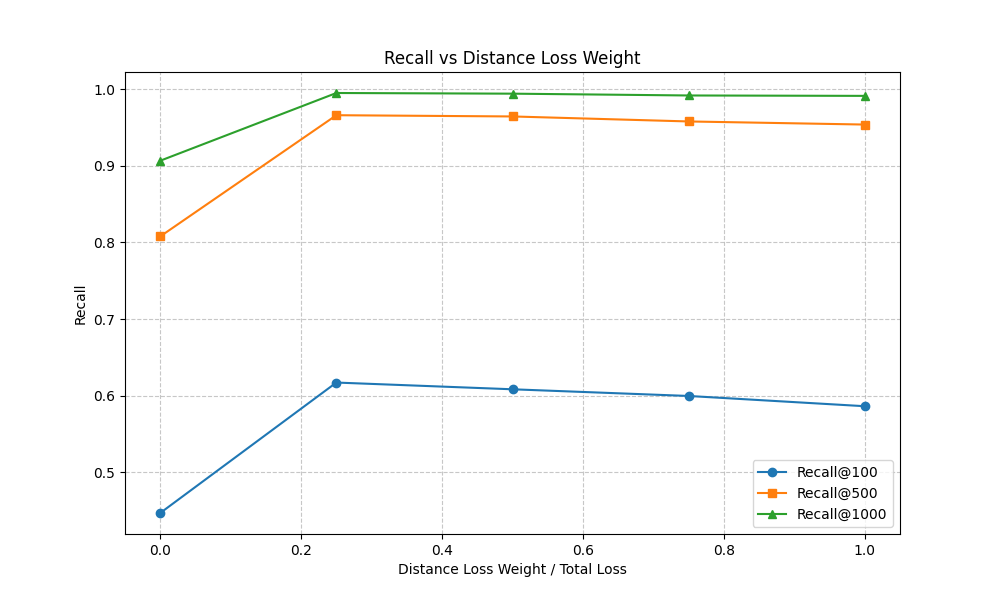 Recall vs Distance Loss Weight
1.0
0.9
0.8
0.7
0.6
0.5
Recall
0.0 0.2 0.4 0.6 0.8 1.0
Distance Loss Weight / Total Loss
Recall@100
Recall@500
Recall@1000